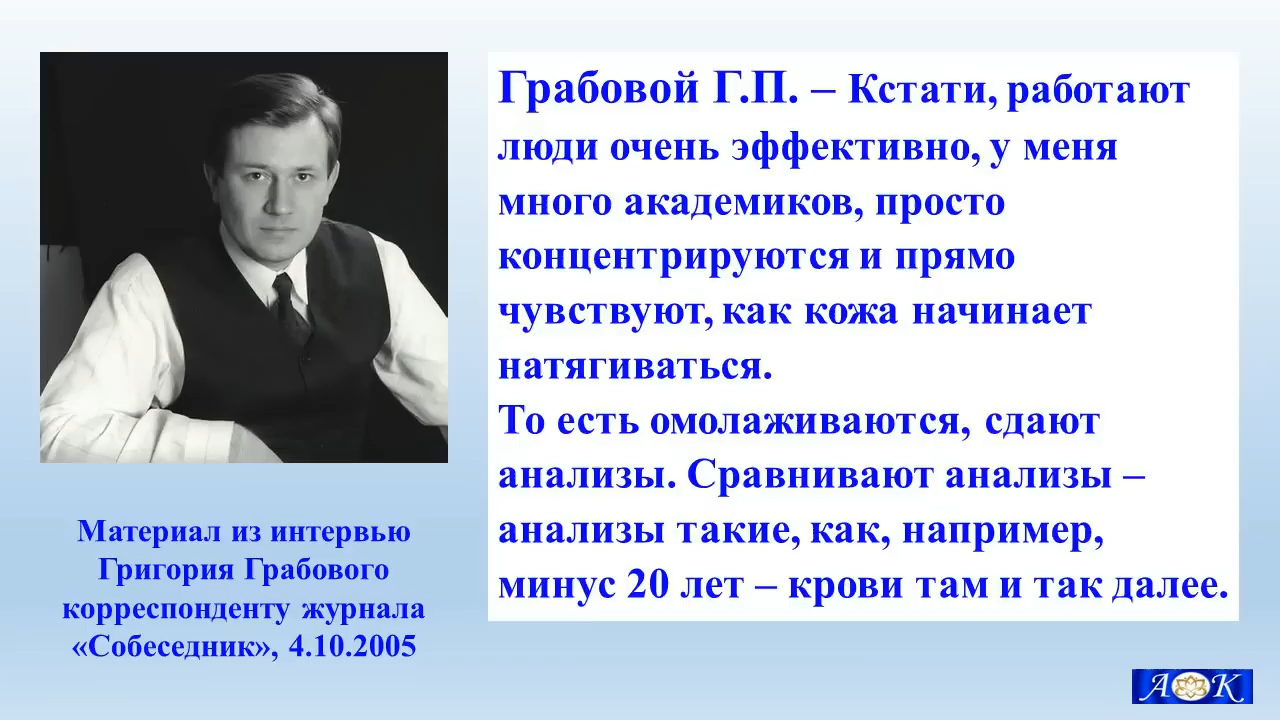 Грабовой Г.П. – Кстати, работают
люди очень эффективно, у меня
много академиков, просто
концентрируются и прямо
чувствуют, как кожа начинает
натягиваться.
То есть омолаживаются, сдают
анализы. Сравнивают анализы –
анализы такие, как, например,
минус 20 лет – крови там и так далее.
Материал из интервью
Григория Грабового
корреспонденту журнала
«Собеседник», 4.10.2005
А К